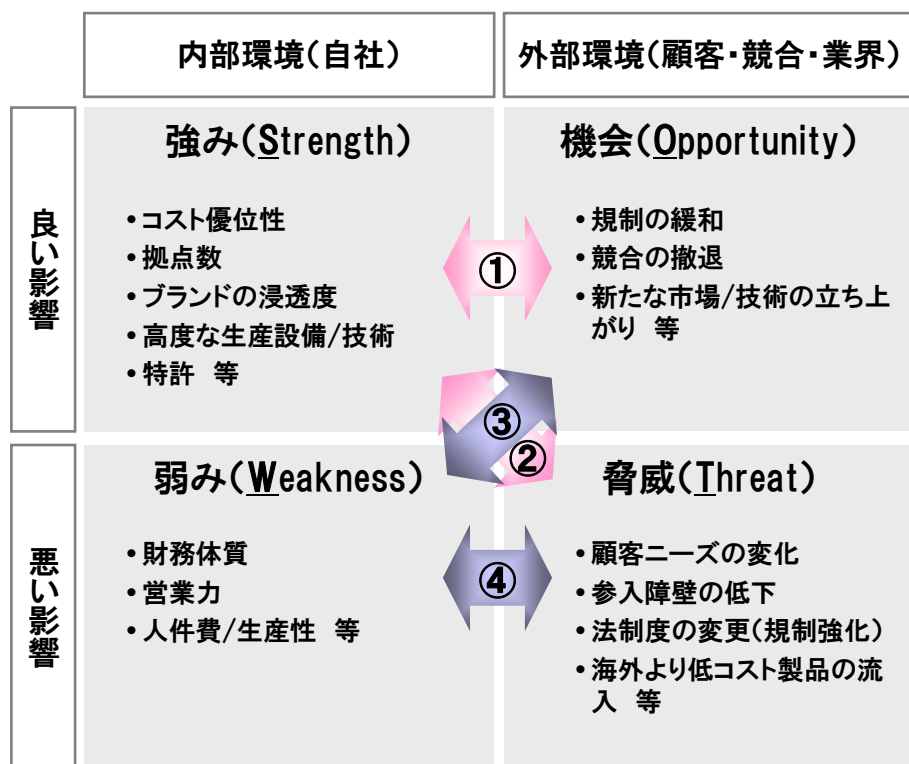 内部環境(自社)
外部環境(顧客・競合・業界)
良い影響
強み(Strength)
• コスト優位性
• 拠点数
• ブランドの浸透度
• 高度な生産設備/技術
• 特許　等
機会(Opportunity)
• 規制の緩和
• 競合の撤退
• 新たな市場/技術の立ち上
がり　等
①
③
②
悪い影響
弱み(Weakness)
• 財務体質
• 営業力
• 人件費/生産性　等
④
脅威(Threat)
• 顧客ニーズの変化
• 参入障壁の低下
• 法制度の変更(規制強化)
• 海外より低コスト製品の流
入　等